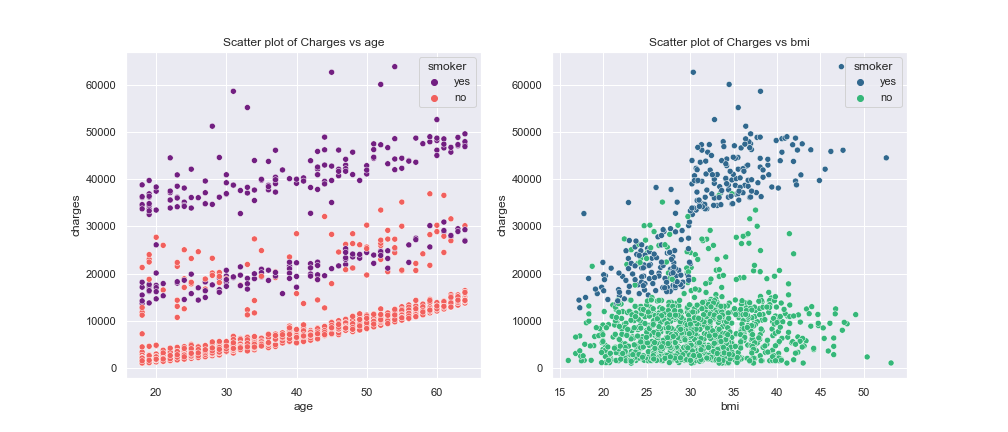 Scatter plot of Charges vs age
smoker
yes
no
60000
50000
40000
30000
20000
10000
0
charges
20
30
40
50
60
age
Scatter plot of Charges vs bmi
smoker
yes
no
60000
50000
40000
30000
20000
10000
0
charges
15
20
25
30
35
40
45
50
bmi